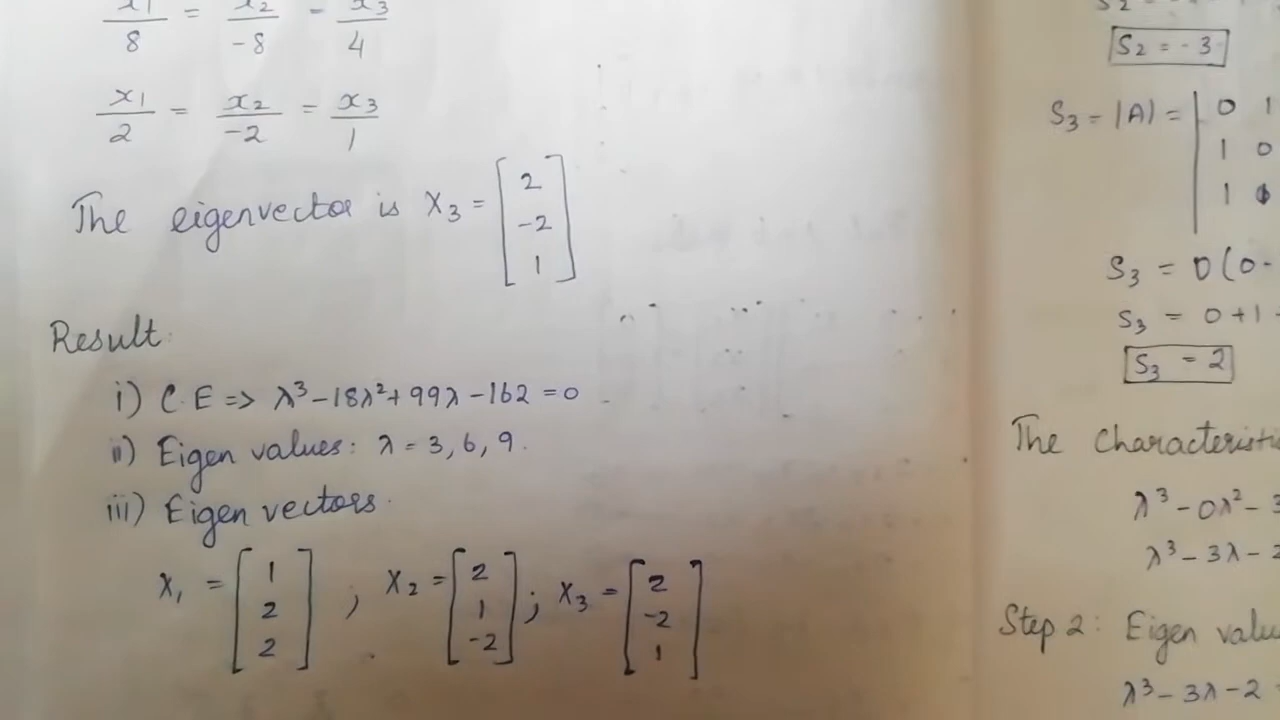 x1/8 = x2/-8 = x3/4
x1/2 = x2/-2 = x3/1
The eigenvector is X3 = [2 -2 1]
Result:
i) C.E => λ³-18λ²+99λ-162 = 0
ii) Eigen values: λ = 3, 6, 9.
iii) Eigen vectors.
X1 = [1 2 2] ; X2 = [2 1 -2] ; X3 = [2 -2 1]
S2 = -3
S3 = |A| = | 0 1
1 0
1
S3 = 0(0-
S3 = 0+1
S3 = 2
The
λ³-0λ²-3
λ³-3λ-2
Step 2: Eigen
λ³-3λ-2